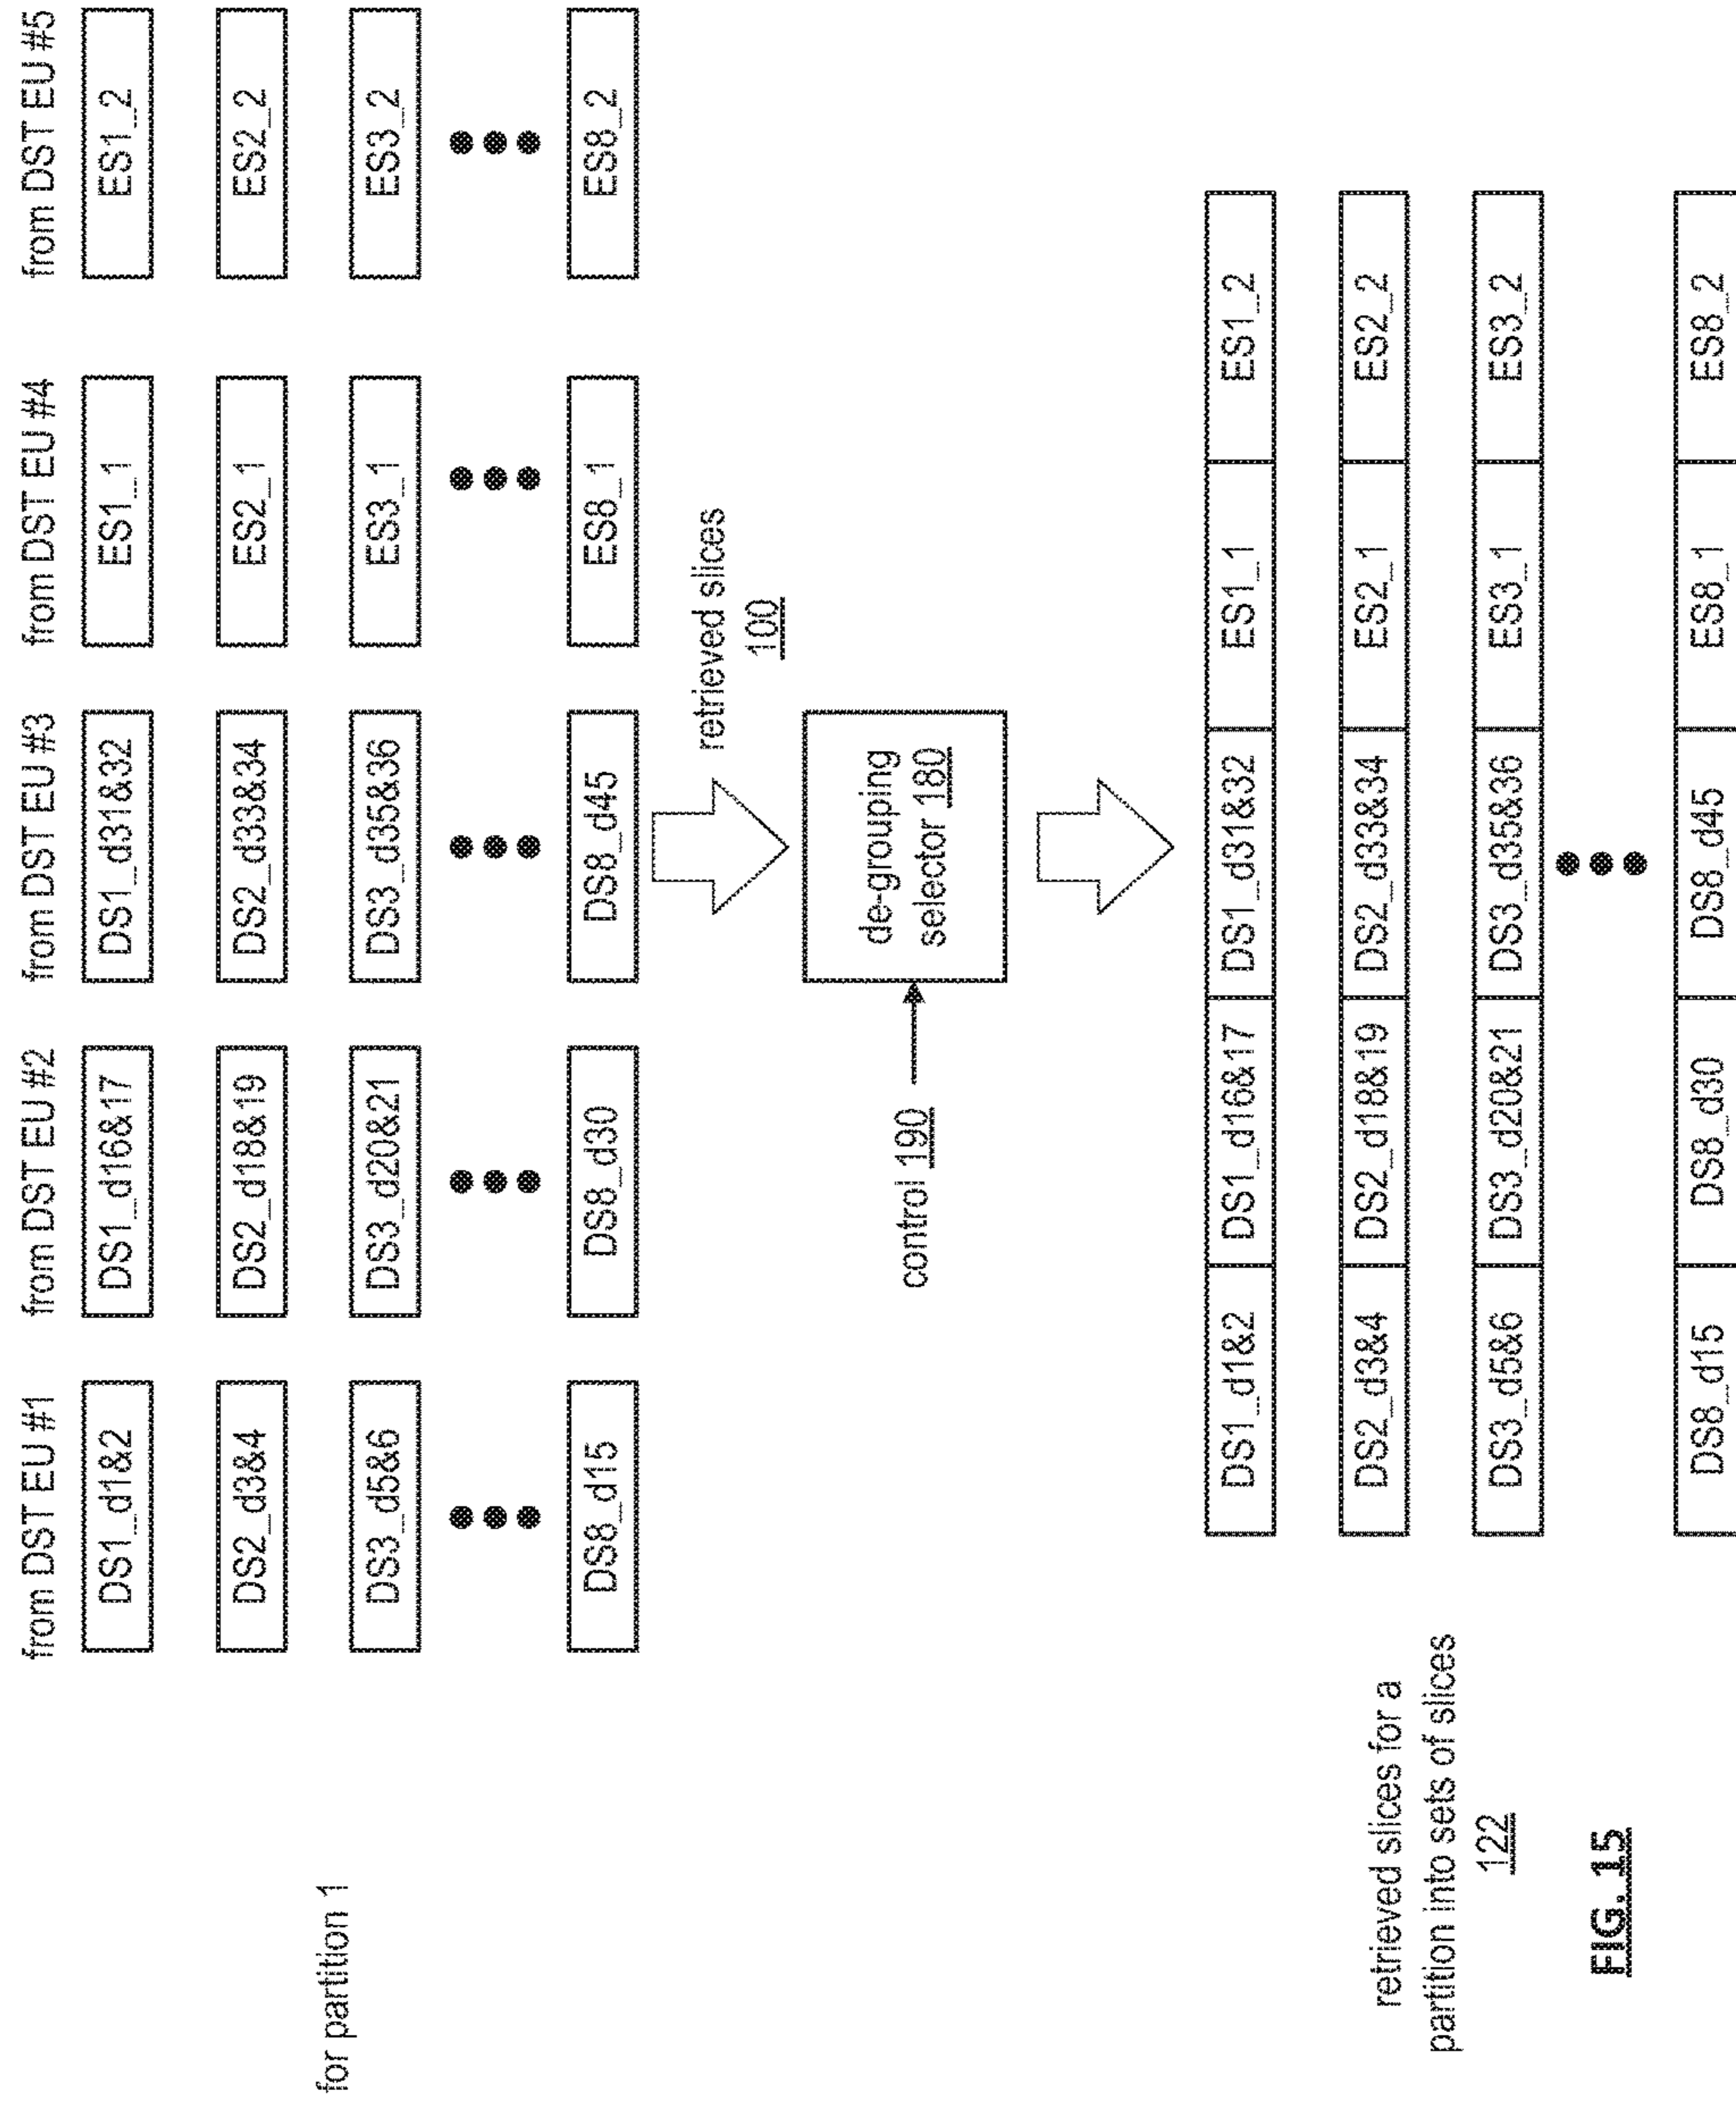 from DST EU #1
from DST EU #2
from DST EU #3
from DST EU #4
from DST EU #5
for partition 1
DS1_d1&2
DS1_d16&17
DS1_d31&32
ES1_1
ES1_2
DS2_d3&4
DS2_d18&19
DS2_d33&34
ES2_1
ES2_2
DS3_d5&6
DS3_d20&21
DS3_d35&36
ES3_1
ES3_2
DS8_d15
DS8_d30
DS8_d45
ES8_1
ES8_2
retrieved slices
100
control 190
de-grouping
selector 180
retrieved slices for a
partition into sets of slices
122
DS1_d1&2
DS1_d16&17
DS1_d31&32
ES1_1
ES1_2
DS2_d3&4
DS2_d18&19
DS2_d33&34
ES2_1
ES2_2
DS3_d5&6
DS3_d20&21
DS3_d35&36
ES3_1
ES3_2
DS8_d15
DS8_d30
DS8_d45
ES8_1
ES8_2
FIG. 15